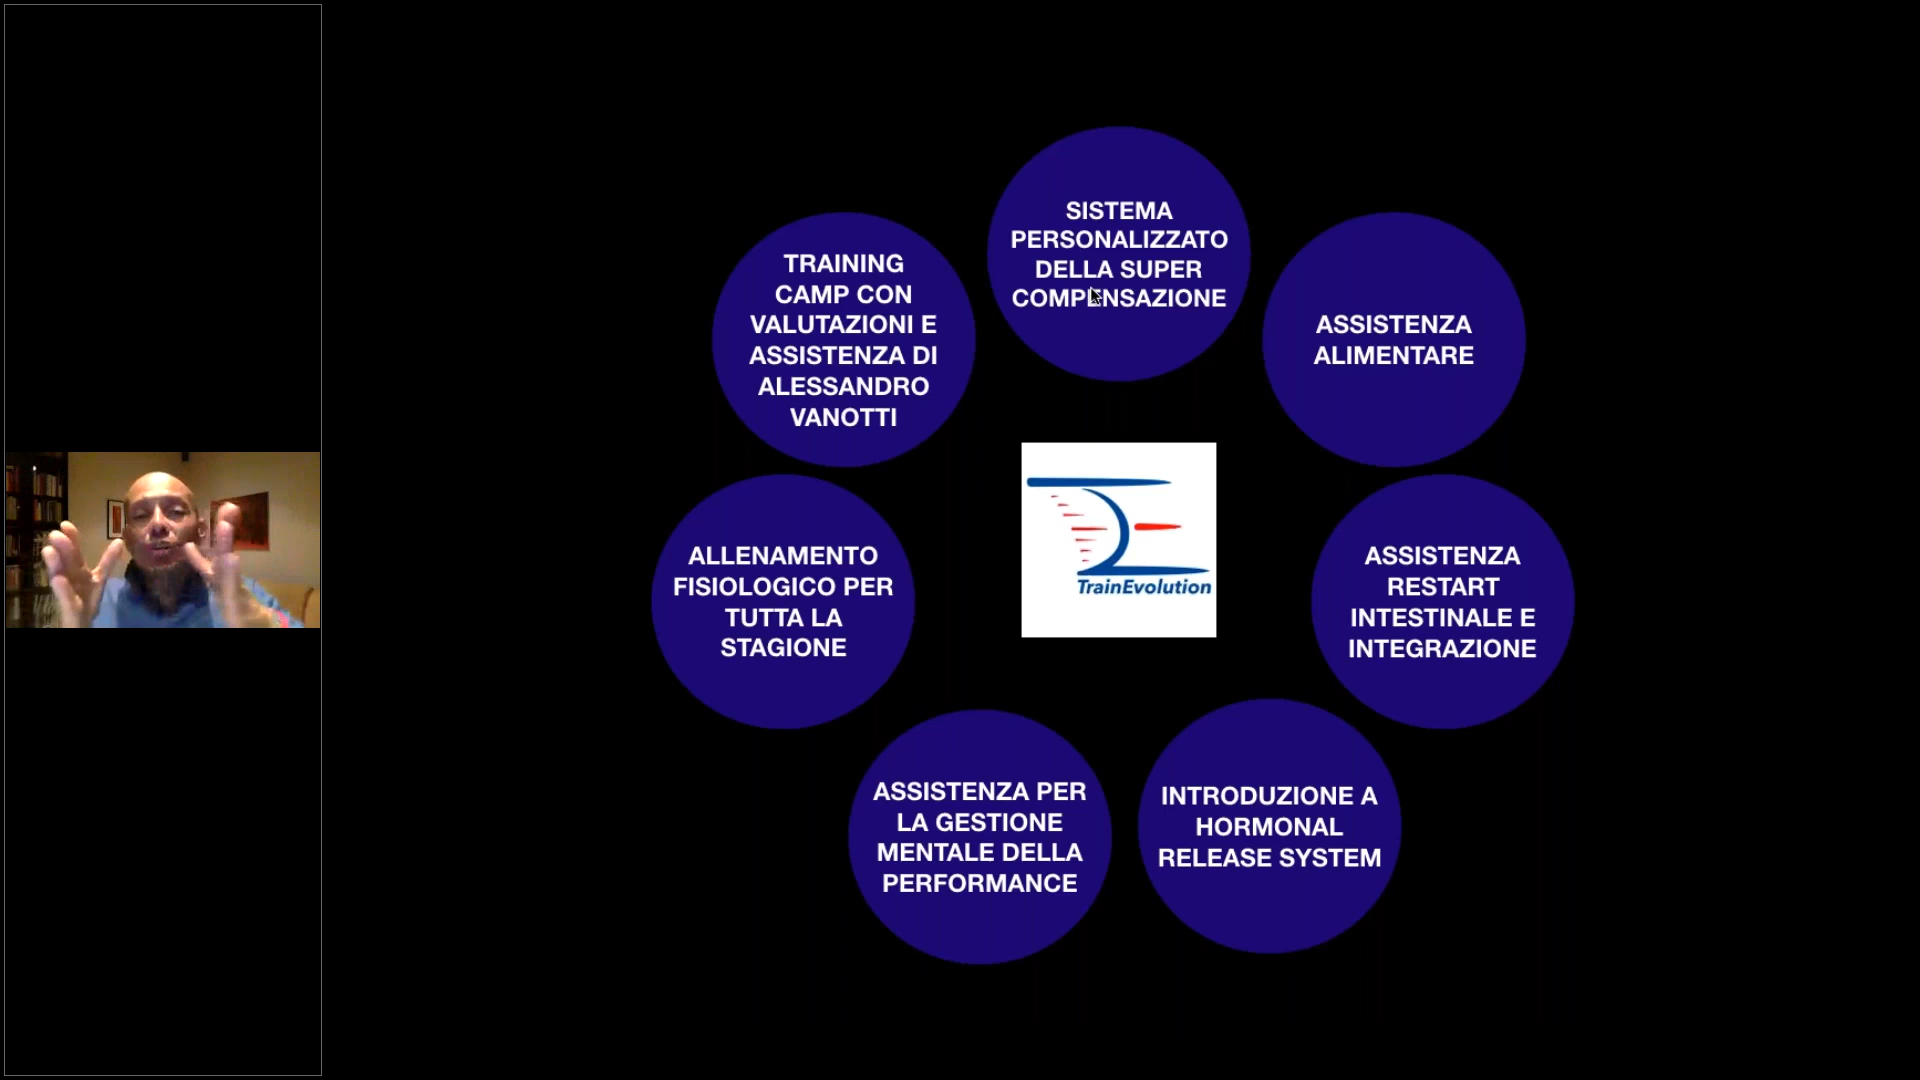 SISTEMA
PERSONALIZZATO
DELLA SUPER
COMPENSAZIONE
TRAINING
CAMP CON
VALUTAZIONI E
ASSISTENZA DI
ALESSANDRO
VANOTTI
ASSISTENZA
ALIMENTARE
TrainEvolution
ALLENAMENTO
FISIOLOGICO PER
TUTTA LA
STAGIONE
ASSISTENZA
RESTART
INTESTINALE E
INTEGRAZIONE
ASSISTENZA PER
LA GESTIONE
MENTALE DELLA
PERFORMANCE
INTRODUZIONE A
HORMONAL
RELEASE SYSTEM